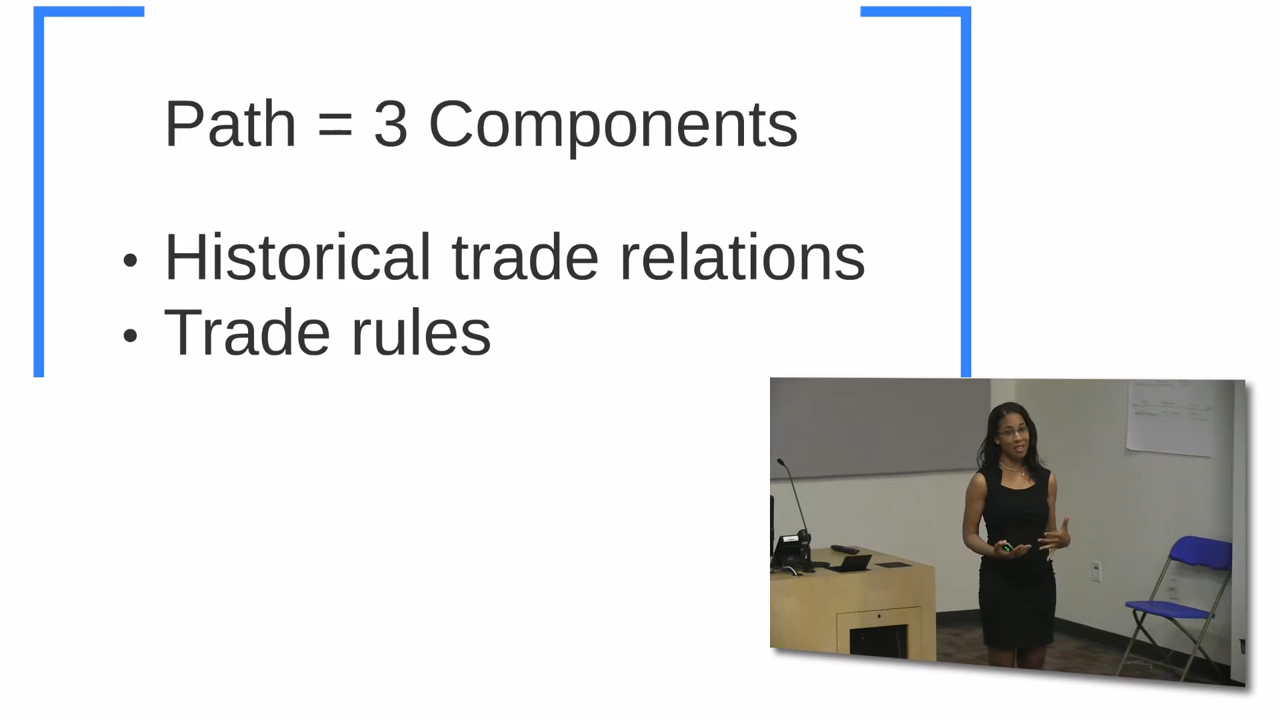 Path = 3 Components
• Historical trade relations
• Trade rules